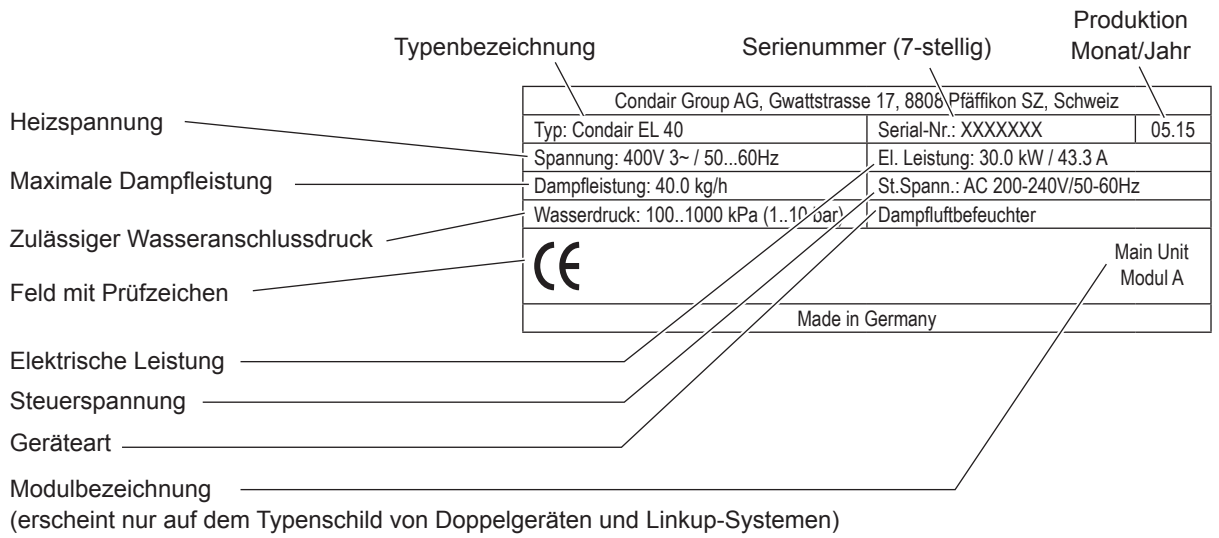 Produktion
Monat/Jahr
Typenbezeichnung
Serienummer (7-stellig)
Condair Group AG, Gwattstrasse 17, 8808 Pfäffikon SZ, Schweiz
Heizspannung
Typ: Condair EL 40 Serial-Nr.: XXXXXXX 05.15
Spannung: 400V 3~ / 50...60Hz El. Leistung: 30.0 kW / 43.3 A
Maximale Dampfleistung
Dampfleistung: 40.0 kg/h St.Spann.: AC 200-240V/50-60Hz
Wasserdruck: 100..1000 kPa (1..10 bar) Dampfluftbefeuchter
Zulässiger Wasseranschlussdruck
CE
Main Unit
Modul A
Feld mit Prüfzeichen
Made in Germany
Elektrische Leistung
Steuerspannung
Geräteart
Modulbezeichnung
(erscheint nur auf dem Typenschild von Doppelgeräten und Linkup-Systemen)